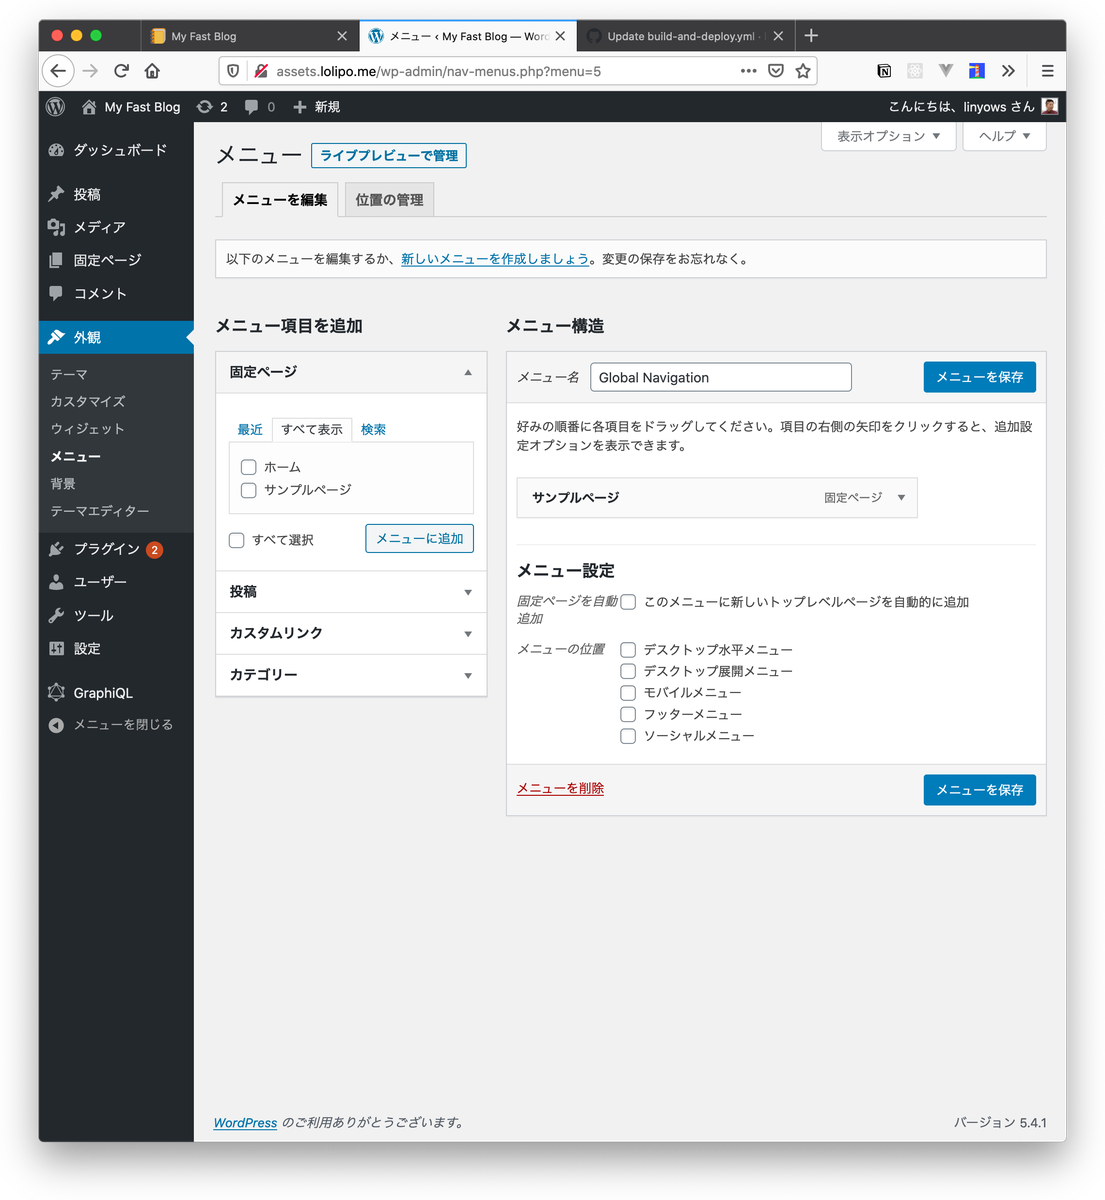 My Fast Blog
メニュー ‹ My Fast Blog — Wor
Update build-and-deploy.yml ·
assets.lolipo.me/wp-admin/nav-menus.php?menu=5
My Fast Blog 2 0 新規
こんにちは、linyows さん
表示オプション
ヘルプ
ダッシュボード
投稿
メディア
固定ページ
コメント
外観
テーマ
カスタマイズ
ウィジェット
メニュー
背景
テーマエディター
プラグイン 2
ユーザー
ツール
設定
GraphiQL
メニューを閉じる
メニュー ライブプレビューで管理
メニューを編集 位置の管理
以下のメニューを編集するか、新しいメニューを作成しましょう。変更の保存をお忘れなく。
メニュー項目を追加
固定ページ
最近 すべて表示 検索
ホーム
サンプルページ
すべて選択 メニューに追加
投稿
カスタムリンク
カテゴリー
メニュー構造
メニュー名 Global Navigation メニューを保存
好みの順番に各項目をドラッグしてください。項目の右側の矢印をクリックすると、追加設
定オプションを表示できます。
サンプルページ 固定ページ
メニュー設定
固定ページを自動
追加
このメニューに新しいトップレベルページを自動的に追加
メニューの位置
デスクトップ水平メニュー
デスクトップ展開メニュー
モバイルメニュー
フッターメニュー
ソーシャルメニュー
メニューを削除 メニューを保存
WordPress のご利用ありがとうございます。
バージョン 5.4.1